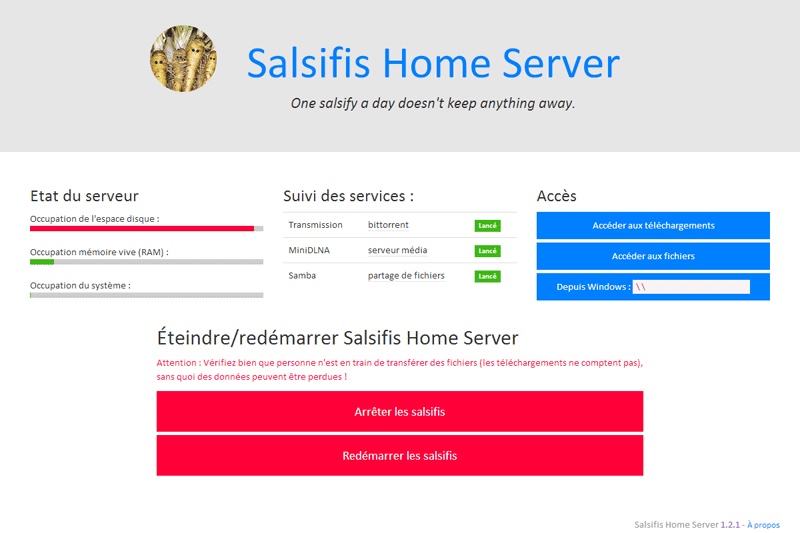 Salsifis Home Server
One salsify a day doesn't keep anything away.
Etat du serveur
Occupation de l'espace disque :
Occupation mémoire vive (RAM) :
Occupation du système :
Suivi des services :
Transmission bittorrent Lancé
MiniDLNA serveur média Lancé
Samba partage de fichiers Lancé
Accès
Accéder aux téléchargements
Accéder aux fichiers
Depuis Windows : \\
Éteindre/redémarrer Salsifis Home Server
Attention : Vérifiez bien que personne n'est en train de transférer des fichiers (les téléchargements ne comptent pas),
sans quoi des données peuvent être perdues !
Arrêter les salsifis
Redémarrer les salsifis
Salsifis Home Server 1.2.1 - À propos